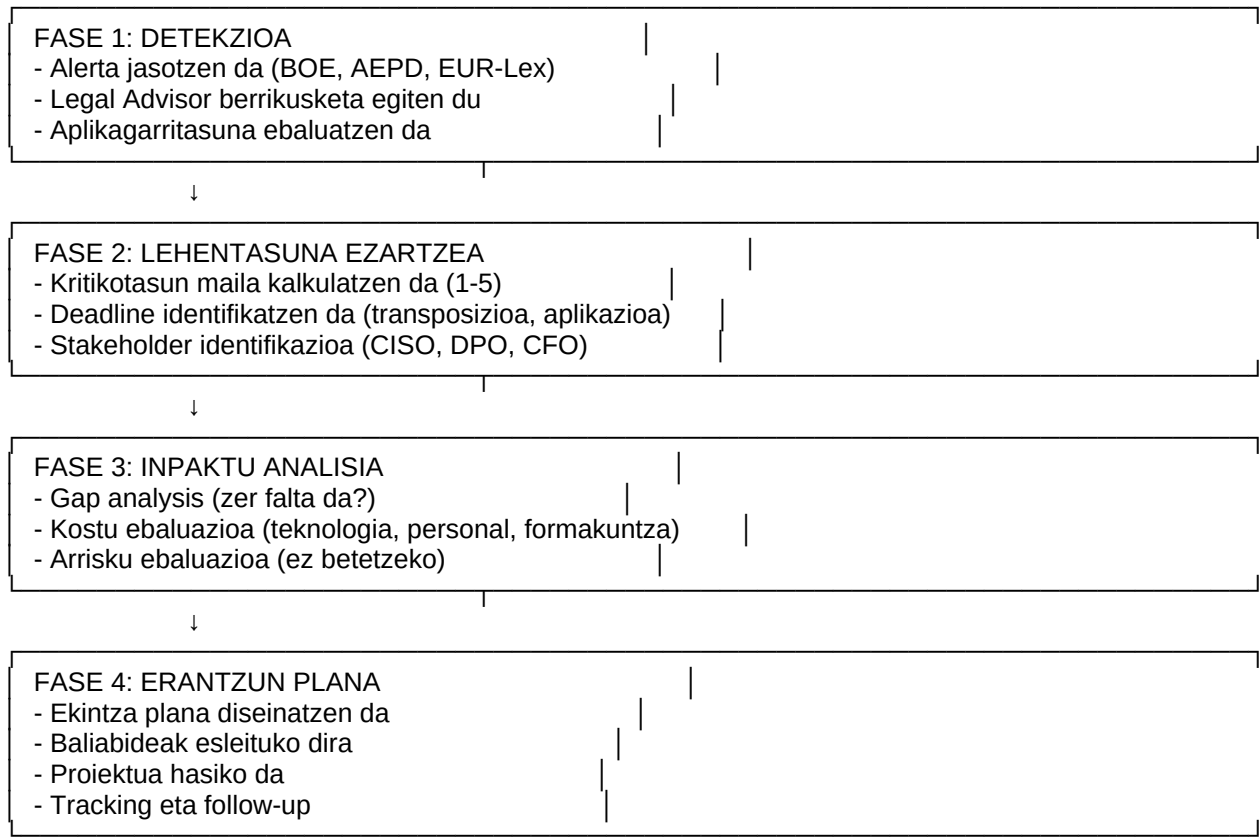 FASE 1: DETEKZIOA
- Alerta jasotzen da (BOE, AEPD, EUR-Lex)
- Legal Advisor berrikusketa egiten du
- Aplikagarritasuna ebaluatzen da
↓
FASE 2: LEHENTASUNA EZARTZEA
- Kritikotasun maila kalkulatzen da (1-5)
- Deadline identifikatzen da (transposizioa, aplikazioa)
- Stakeholder identifikazioa (CISO, DPO, CFO)
↓
FASE 3: INPAKTU ANALISIA
- Gap analysis (zer falta da?)
- Kostu ebaluazioa (teknologia, personal, formakuntza)
- Arrisku ebaluazioa (ez betetzeko)
↓
FASE 4: ERANTZUN PLANA
- Ekintza plana diseinatzen da
- Baliabideak esleituko dira
- Proiektua hasiko da
- Tracking eta follow-up